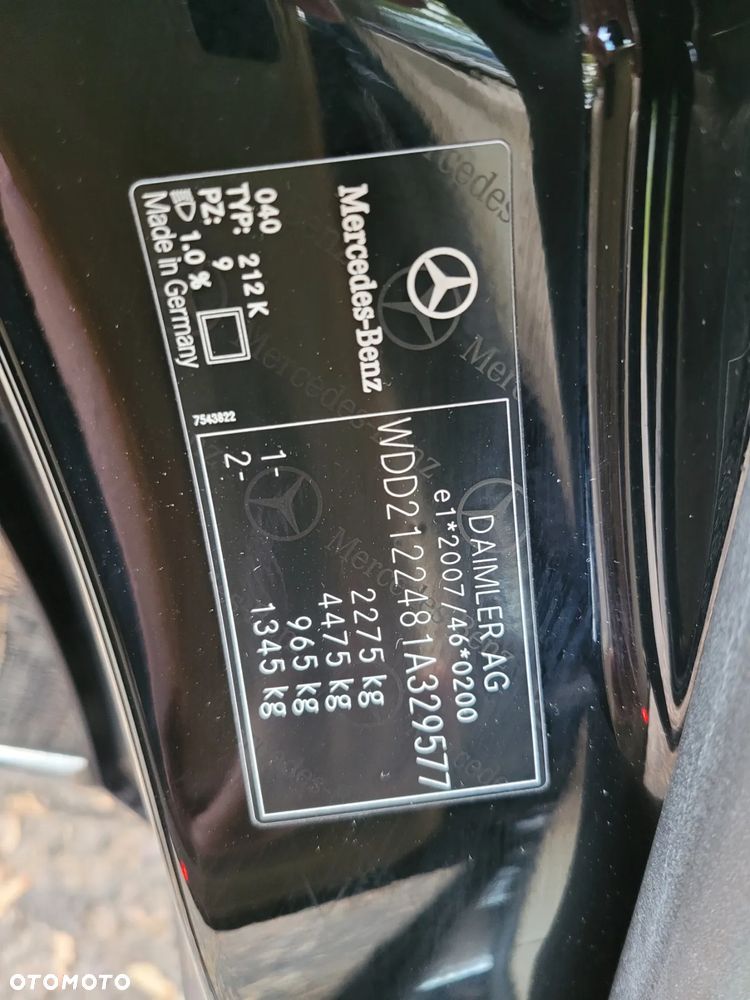 Mercedes-Benz
040
TYP: 212 K
PZ: 9
1.0 %
Made in Germany
7543822
DAIMLER AG
e1*2007/46*0200
WDD2122481A329577
2275 kg
4475 kg
1- 965 kg
2- 1345 kg
OTOMOTO